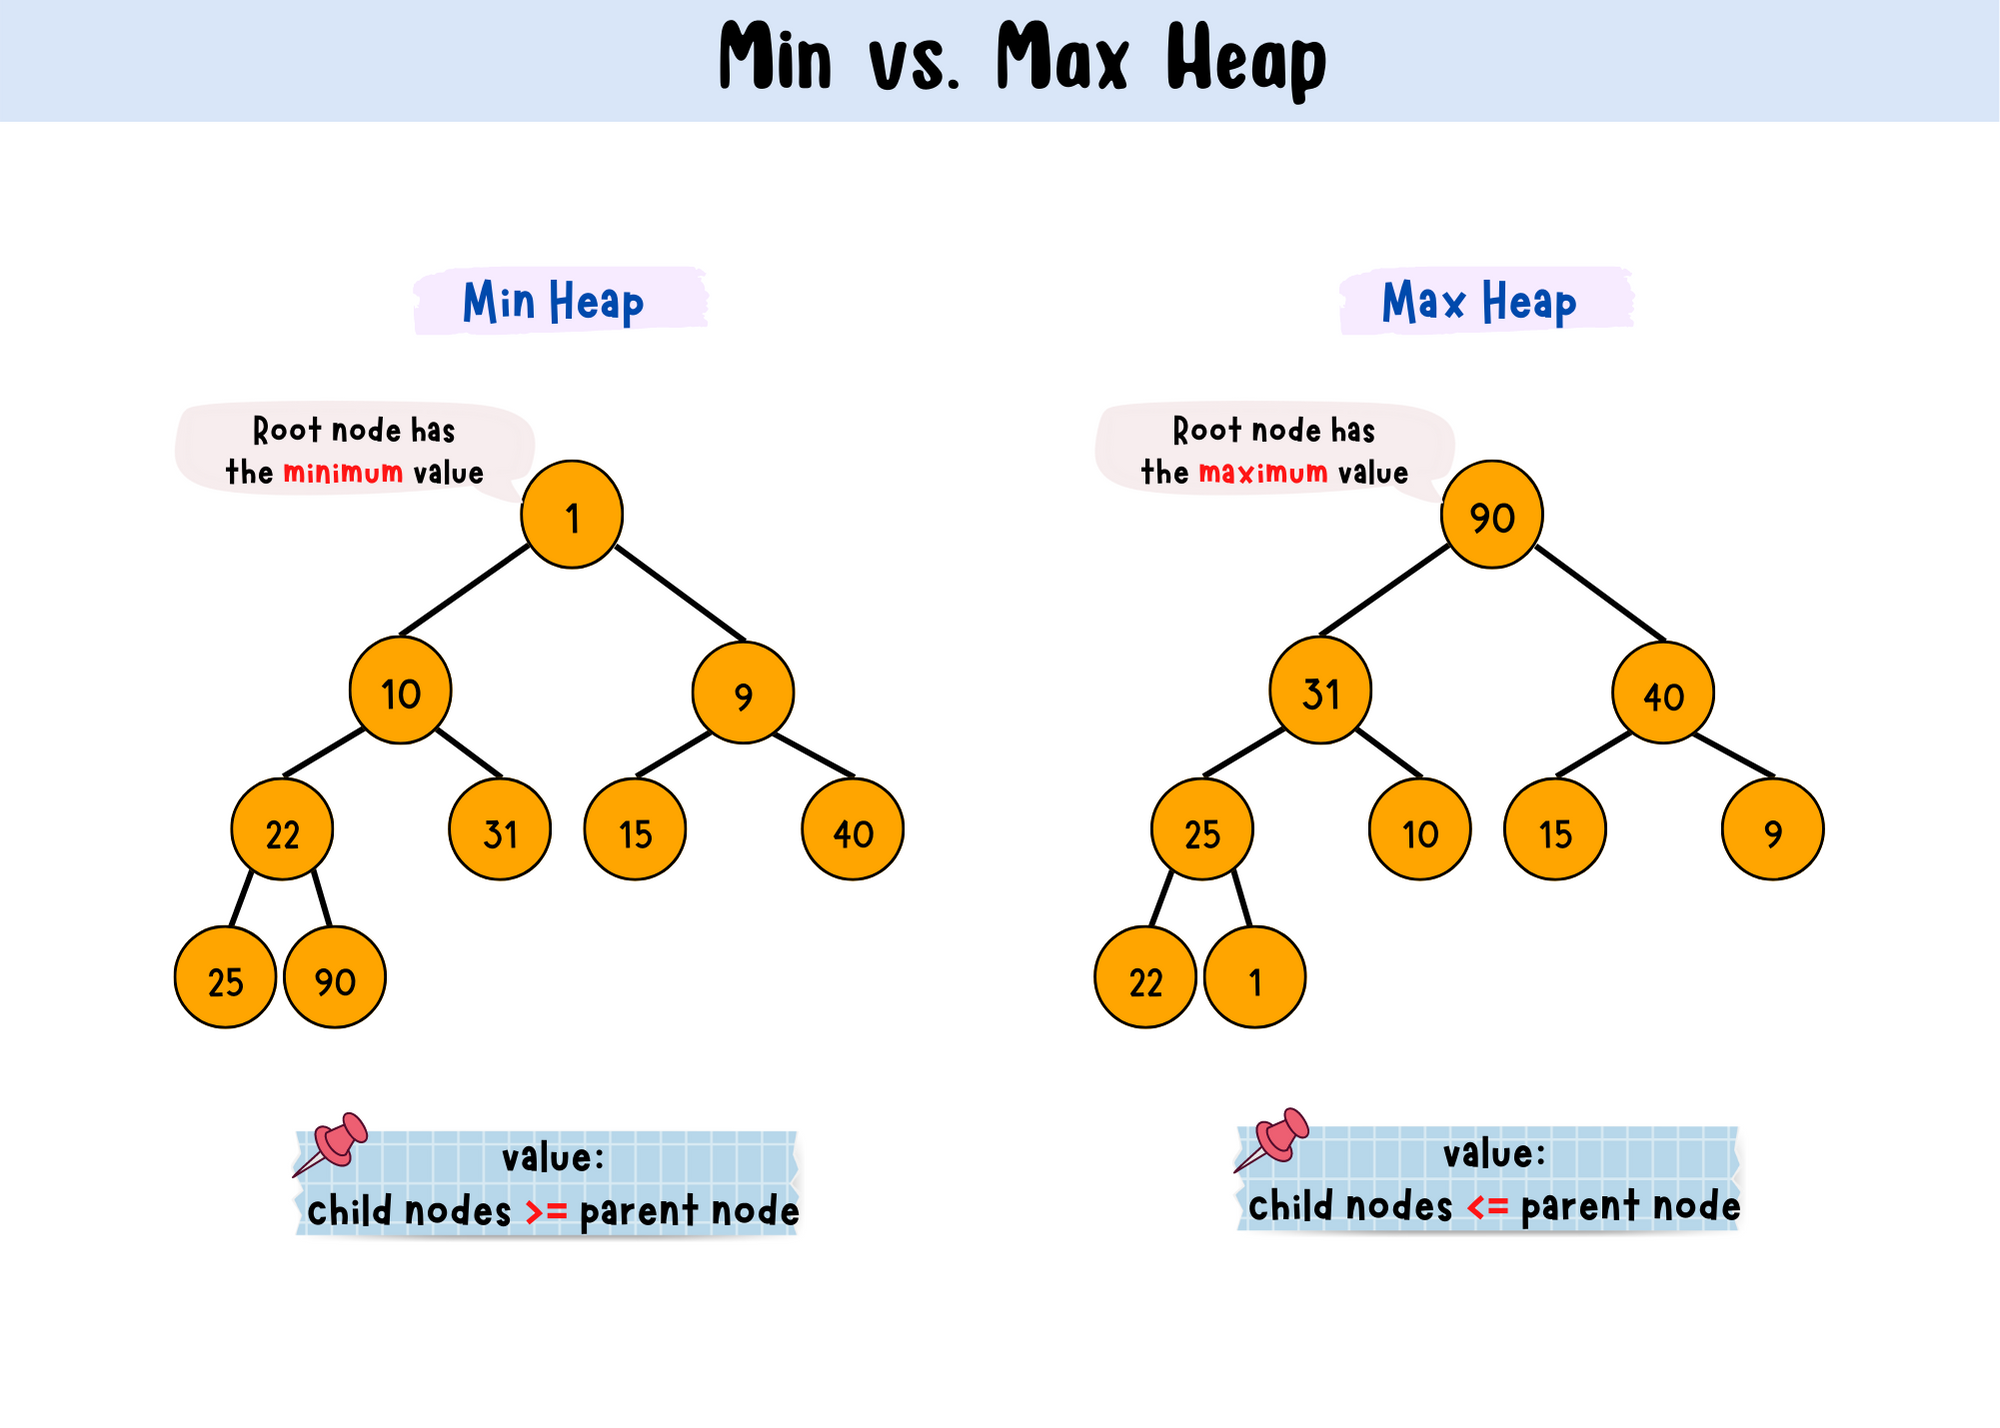 Min vs. Max Heap
Min Heap
Root node has
the minimum value
1
10
9
22
31
15
40
25
90
value:
child nodes >= parent node
Max Heap
Root node has
the maximum value
90
31
40
25
10
15
9
22
1
value:
child nodes <= parent node